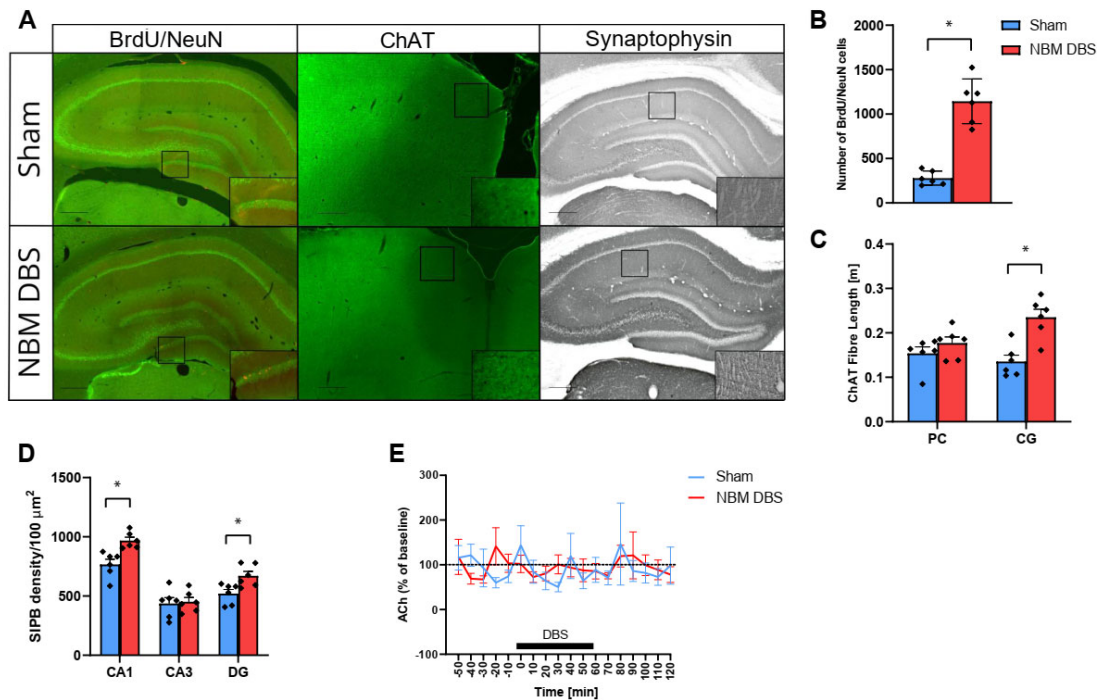 A
BrdU/NeuN ChAT Synaptophysin
Sham
NBM DBS
B
Sham
NBM DBS
*
Number of BrdU/NeuN cells
2000
1500
1000
500
0
C
*
ChAT Fibre Length [m]
0.4
0.3
0.2
0.1
0.0
PC CG
D
SIPB density/100 μm²
1500
1000
500
0
*
*
CA1 CA3 DG
E
Sham
NBM DBS
ACh (% of baseline)
300
200
100
0
-100
DBS
-50 -40 -30 -20 -10 0 10 20 30 40 50 60 70 80 90 100 110 120
Time [min]